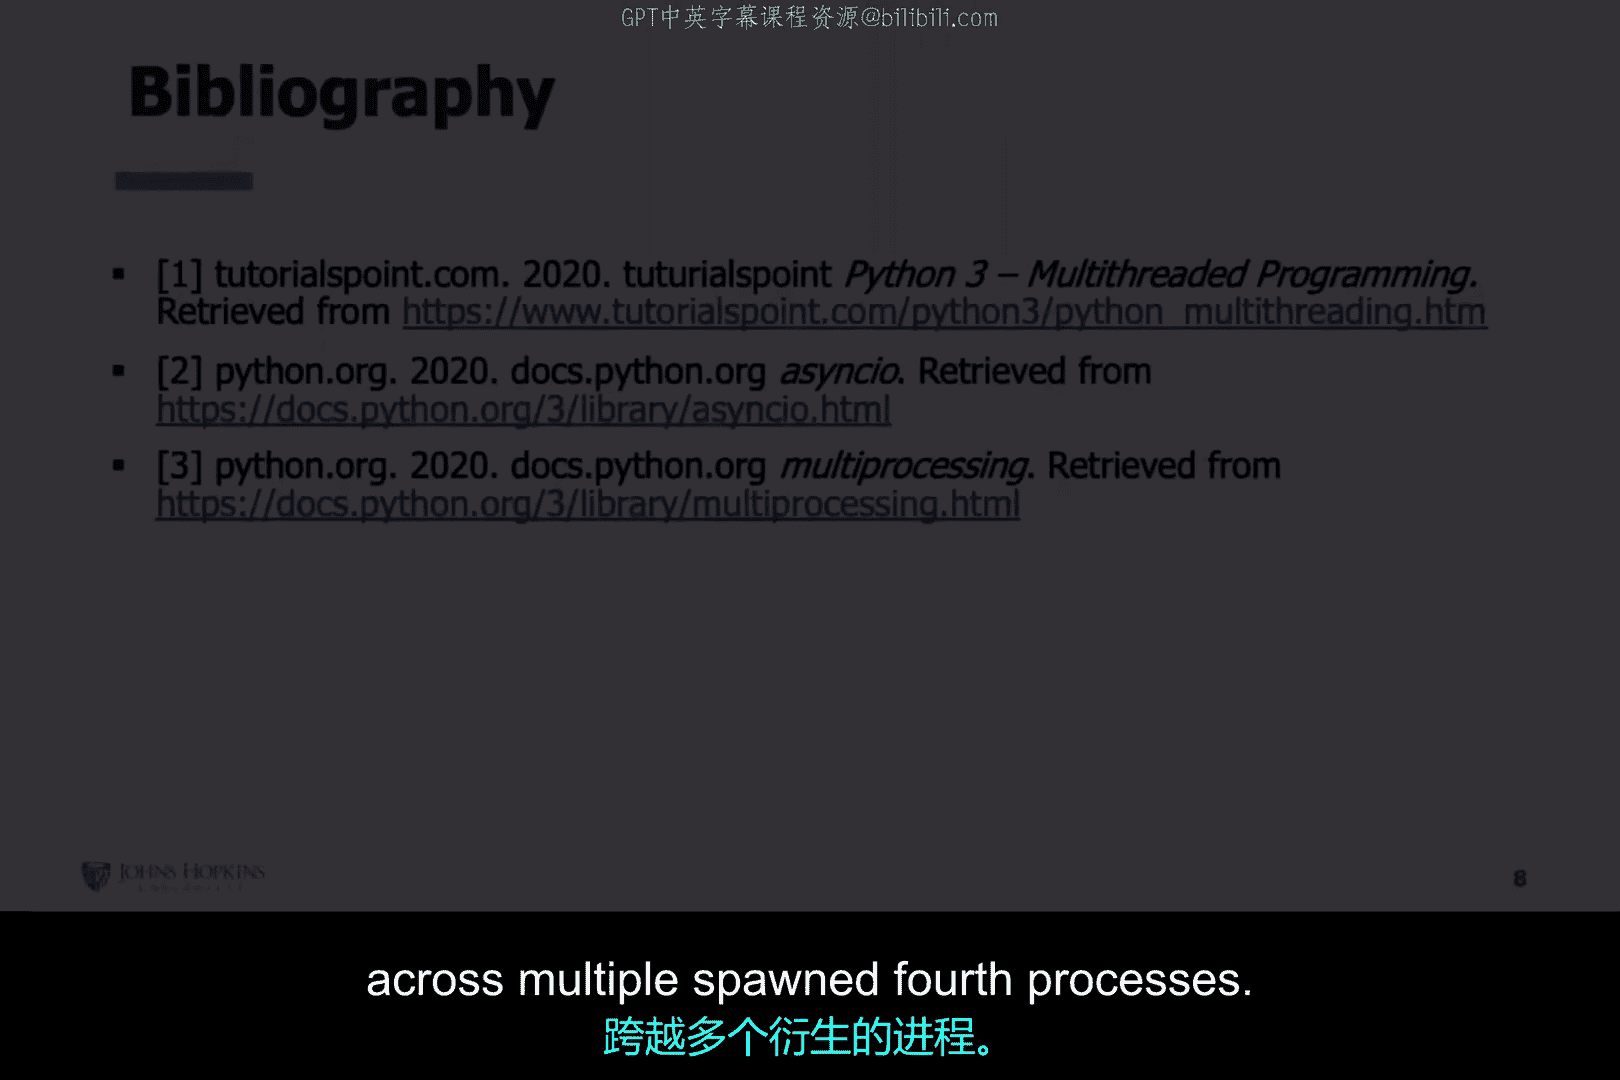 GPT中英字幕课程资源@bilibili.com
Bibliography
▪ [1] tutorialspoint.com. 2020. tuturialspoint Python 3 – Multithreaded Programming.
Retrieved from https://www.tutorialspoint.com/python3/python_multithreading.htm
▪ [2] python.org. 2020. docs.python.org asyncio. Retrieved from
https://docs.python.org/3/library/asyncio.html
▪ [3] python.org. 2020. docs.python.org multiprocessing. Retrieved from
https://docs.python.org/3/library/multiprocessing.html
JOHNS HOPKINS
8
across multiple spawned fourth processes.
跨越多个衍生的进程。